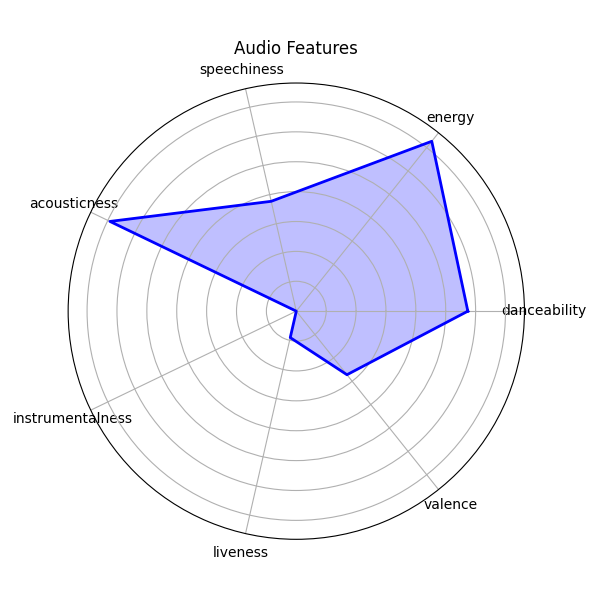 Audio Features
speechiness
energy
acousticness
danceability
instrumentalness
valence
liveness